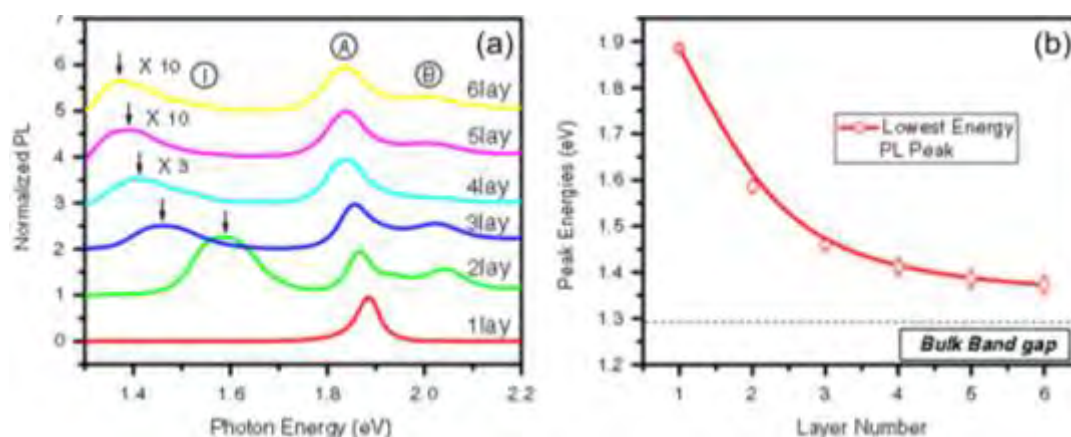 (a)
7
6
5
4
3
2
1
0
Normalized PL
X 10
X 10
X 3
I
A
B
6lay
5lay
4lay
3lay
2lay
1lay
1.4
1.6
1.8
2.0
2.2
Photon Energy (eV)
(b)
1.9
1.8
1.7
1.6
1.5
1.4
1.3
1.2
Peak Energies (eV)
Lowest Energy
PL Peak
Bulk Band gap
1
2
3
4
5
6
Layer Number